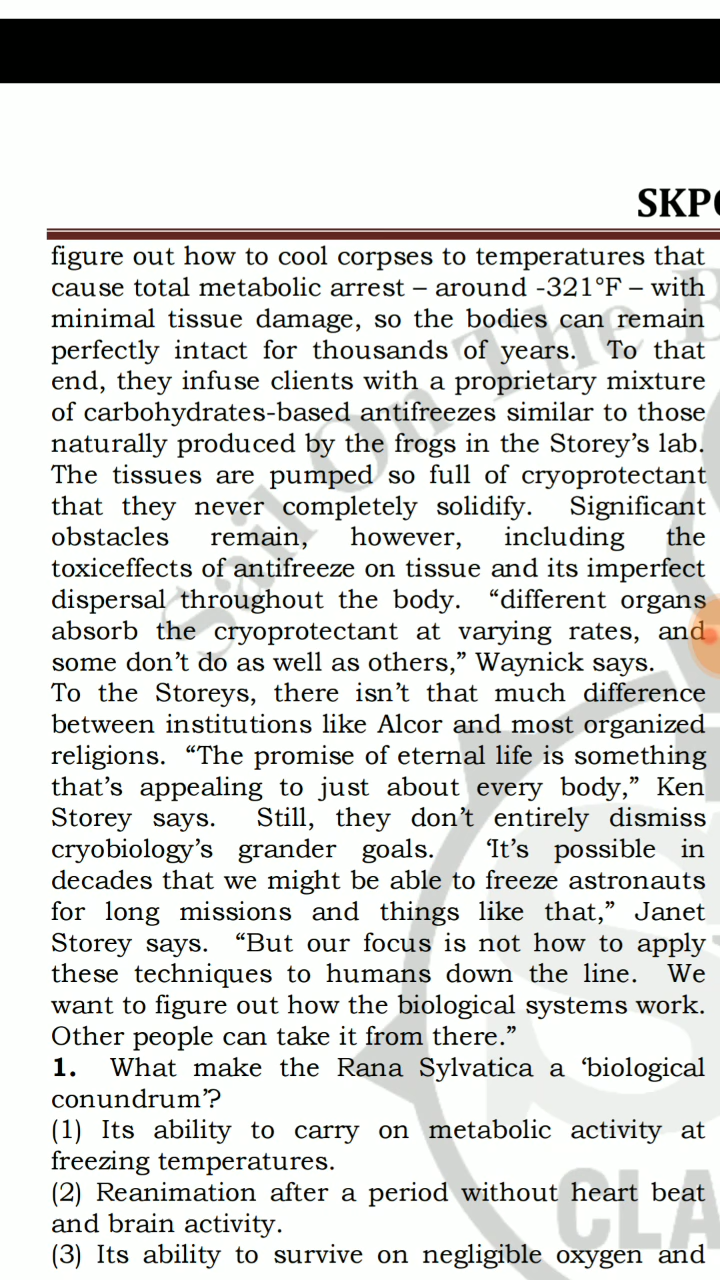 SKP
figure out how to cool corpses to temperatures that
cause total metabolic arrest – around -321°F – with
minimal tissue damage, so the bodies can remain
perfectly intact for thousands of years. To that
end, they infuse clients with a proprietary mixture
of carbohydrates-based antifreezes similar to those
naturally produced by the frogs in the Storey's lab.
The tissues are pumped so full of cryoprotectant
that they never completely solidify. Significant
obstacles remain, however, including the
toxiceffects of antifreeze on tissue and its imperfect
dispersal throughout the body. “different organs
absorb the cryoprotectant at varying rates, and
some don't do as well as others,” Waynick says.
To the Storeys, there isn't that much difference
between institutions like Alcor and most organized
religions. “The promise of eternal life is something
that's appealing to just about every body,” Ken
Storey says. Still, they don't entirely dismiss
cryobiology's grander goals. ‘It's possible in
decades that we might be able to freeze astronauts
for long missions and things like that,” Janet
Storey says. “But our focus is not how to apply
these techniques to humans down the line. We
want to figure out how the biological systems work.
Other people can take it from there.”
1. What make the Rana Sylvatica a ‘biological
conundrum’?
(1) Its ability to carry on metabolic activity at
freezing temperatures.
(2) Reanimation after a period without heart beat
and brain activity.
(3) Its ability to survive on negligible oxygen and
Sail On The B
S
CLA